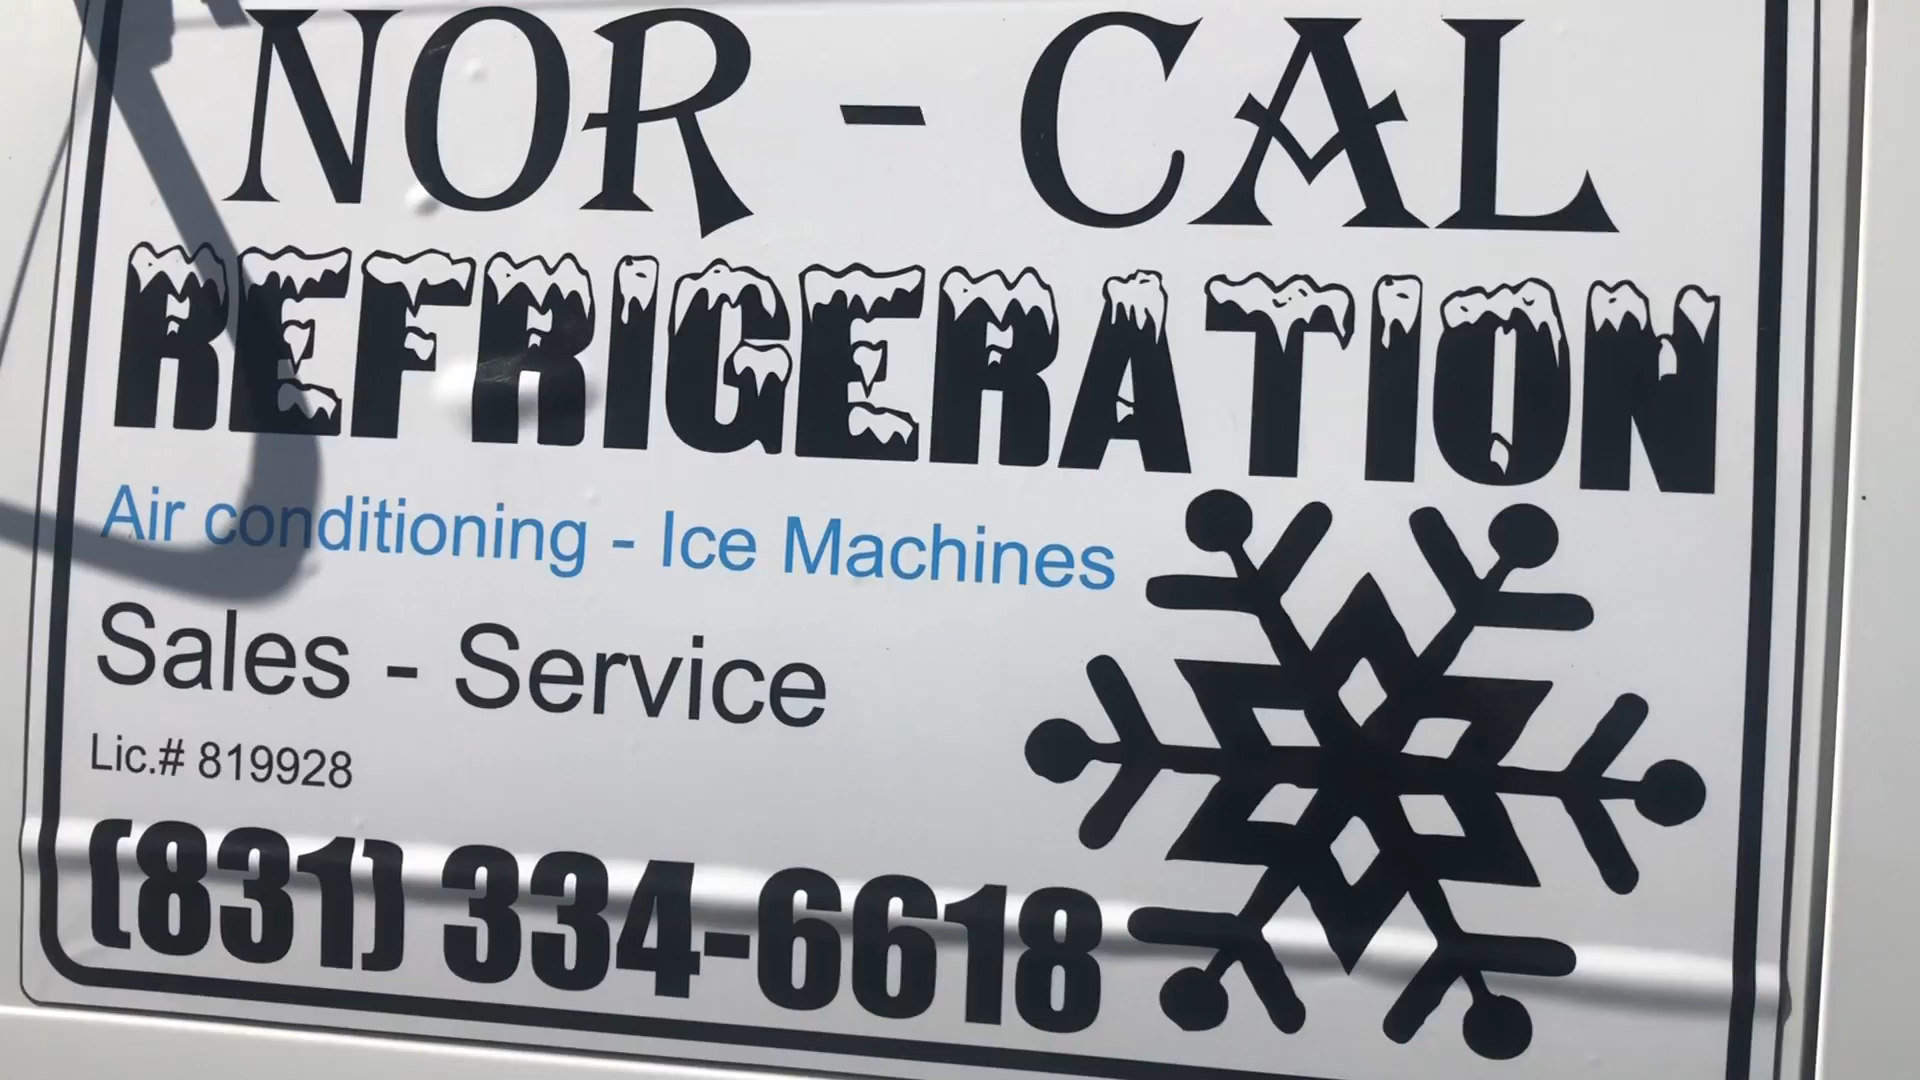 NOR - CAL
REFRIGERATION
Air conditioning - Ice Machines
Sales - Service
Lic.# 819928
(831) 334-6618